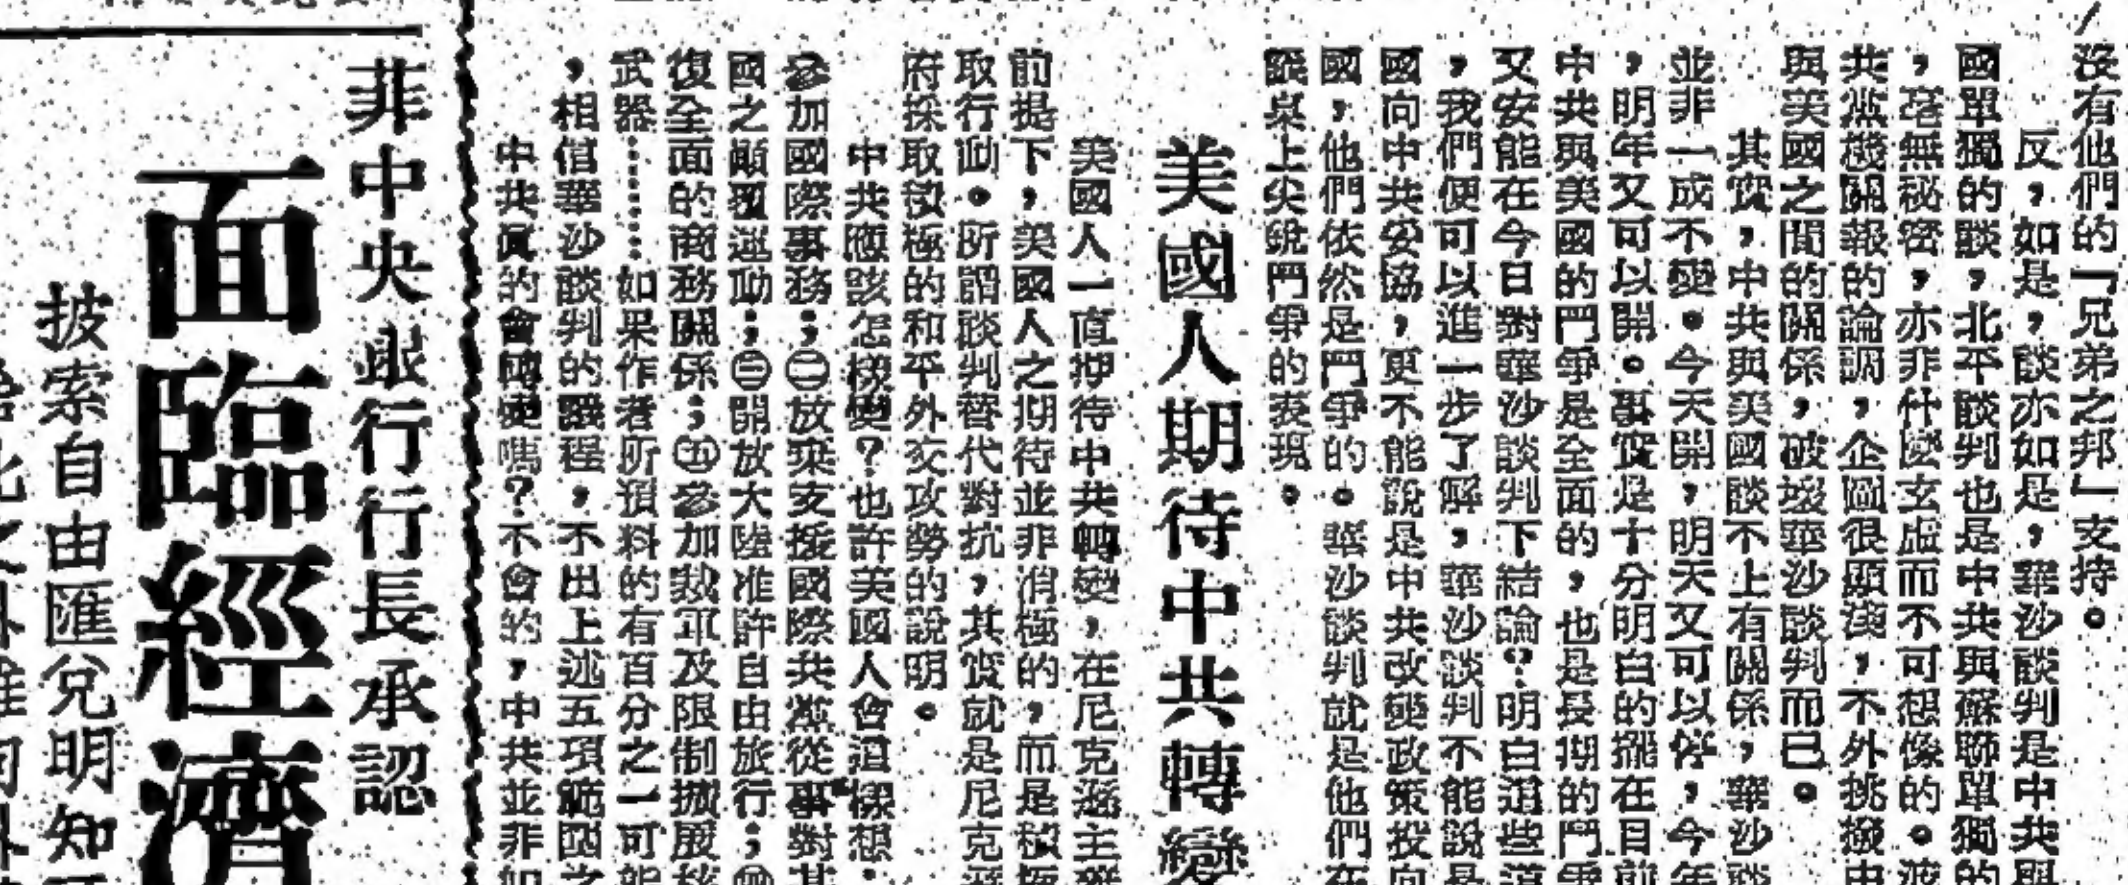 沒有他們的「兄弟之邦」支持。
反，如是，談亦如是，華沙談判是中共與
國單獨的談，北平談判也是中共與蘇聯單獨的
，毫無秘密，亦非什麼玄虛而不可想像的。波
共黨機關報的論調，企圖很顯淺，不外挑撥中
與美國之間的關係，破壞華沙談判而已。
其實，中共與美國談不上有關係，華沙談
並非一成不變。今天開，明天又可以停，今年
，明年又可以開。事實是十分明白的擺在目前
中共與美國的鬥爭是全面的，也是長期的鬥爭
又安能在今日對華沙談判下結論？明白這些道
，我們便可以進一步了解，華沙談判不能說是
國向中共妥協，更不能說是中共改變政策投向
國，他們依然是鬥爭的。華沙談判就是他們在
談桌上尖銳鬥爭的表現。
美國人期待中共轉變
美國人一直期待中共轉變，在尼克遜主登
前提下，美國人之期待並非消極的，而是積極
取行動。所謂談判替代對抗，其實就是尼克遜
府採取積極的和平外交攻勢的說明。
中共應該怎樣變？也許美國人會這樣想：
參加國際事務；㊁放棄支援國際共黨從事對其
國之顛覆運動；㊂開放大陸准許自由旅行；㊃
復全面的商務關係；㊄參加裁軍及限制擴展核
武器……如果作者所預料的有百分之一可能
，相信華沙談判的議程，不出上述五項範圍之
中共真的會轉變嗎？不會的，中共並非如
菲中央銀行行長承認
面臨經濟
披索自由匯兌明知